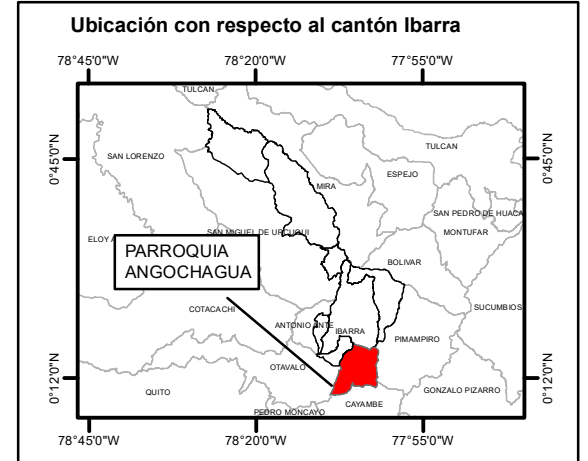 Ubicación con respecto al cantón Ibarra
78°45'0"W 78°20'0"W 77°55'0"W
TULCAN
0°45'0"N 0°45'0"N
TULCAN
SAN LORENZO
ESPEJO
MIRA
SAN PEDRO DE HUACA
SAN MIGUEL DE URCUQUI
MONTUFAR
ELOY A
PARROQUIA
ANGOCHAGUA
BOLIVAR
SUCUMBIOS
COTACACHI
ANTONIO ANTE
IBARRA
PIMAMPIRO
OTAVALO
0°12'0"N 0°12'0"N
QUITO
GONZALO PIZARRO
CAYAMBE
PEDRO MONCAYO
78°45'0"W 78°20'0"W 77°55'0"W